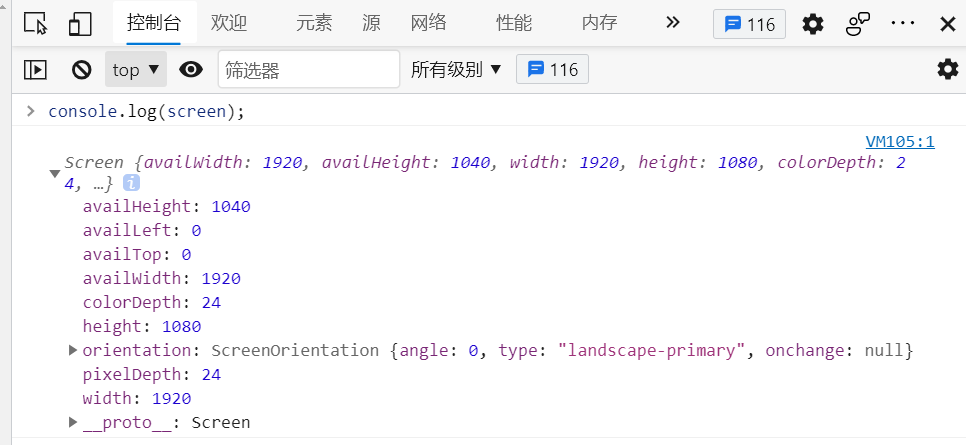 控制台 欢迎 元素 源 网络 性能 内存 116
top 筛选器 所有级别 116
console.log(screen);
VM105:1
Screen {availWidth: 1920, availHeight: 1040, width: 1920, height: 1080, colorDepth: 2
4, …} i
availHeight: 1040
availLeft: 0
availTop: 0
availWidth: 1920
colorDepth: 24
height: 1080
orientation: ScreenOrientation {angle: 0, type: "landscape-primary", onchange: null}
pixelDepth: 24
width: 1920
__proto__: Screen